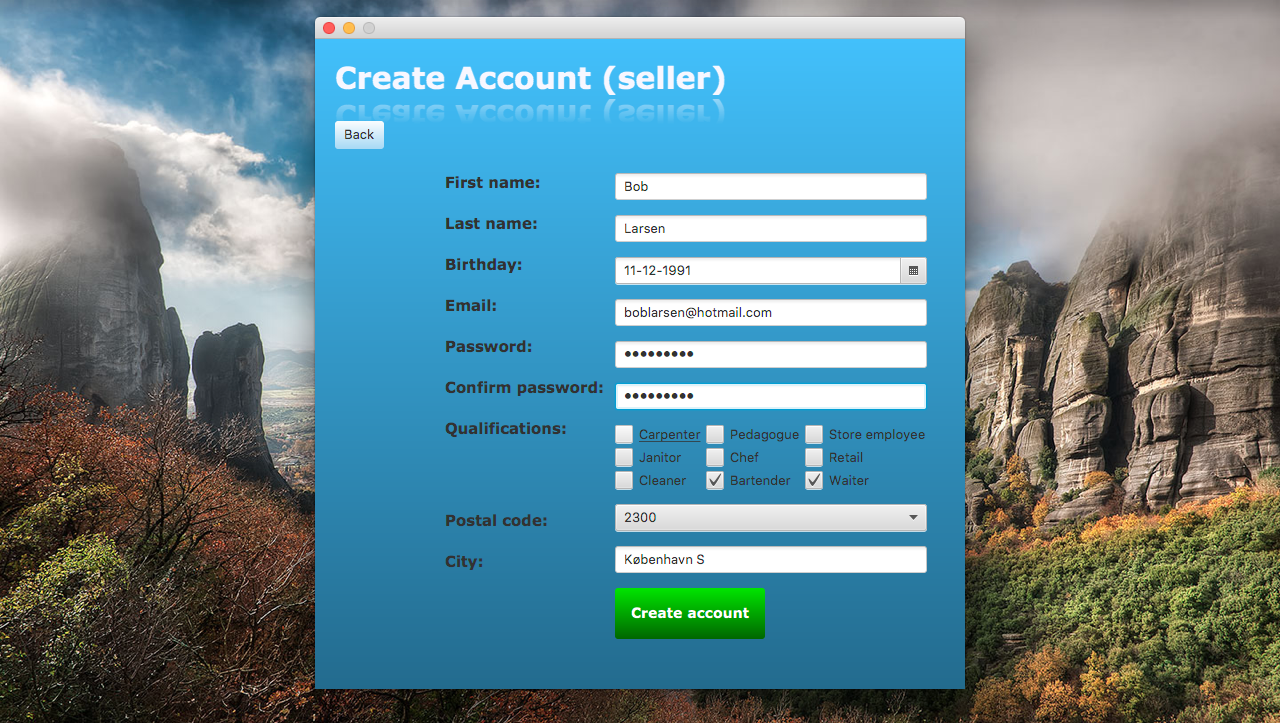 Create Account (seller)
Back
First name: Bob
Last name: Larsen
Birthday: 11-12-1991
Email: boblarsen@hotmail.com
Password: •••••••••
Confirm password: •••••••••
Qualifications: Carpenter Pedagogue Store employee
Janitor Chef Retail
Cleaner Bartender Waiter
Postal code: 2300
City: København S
Create account